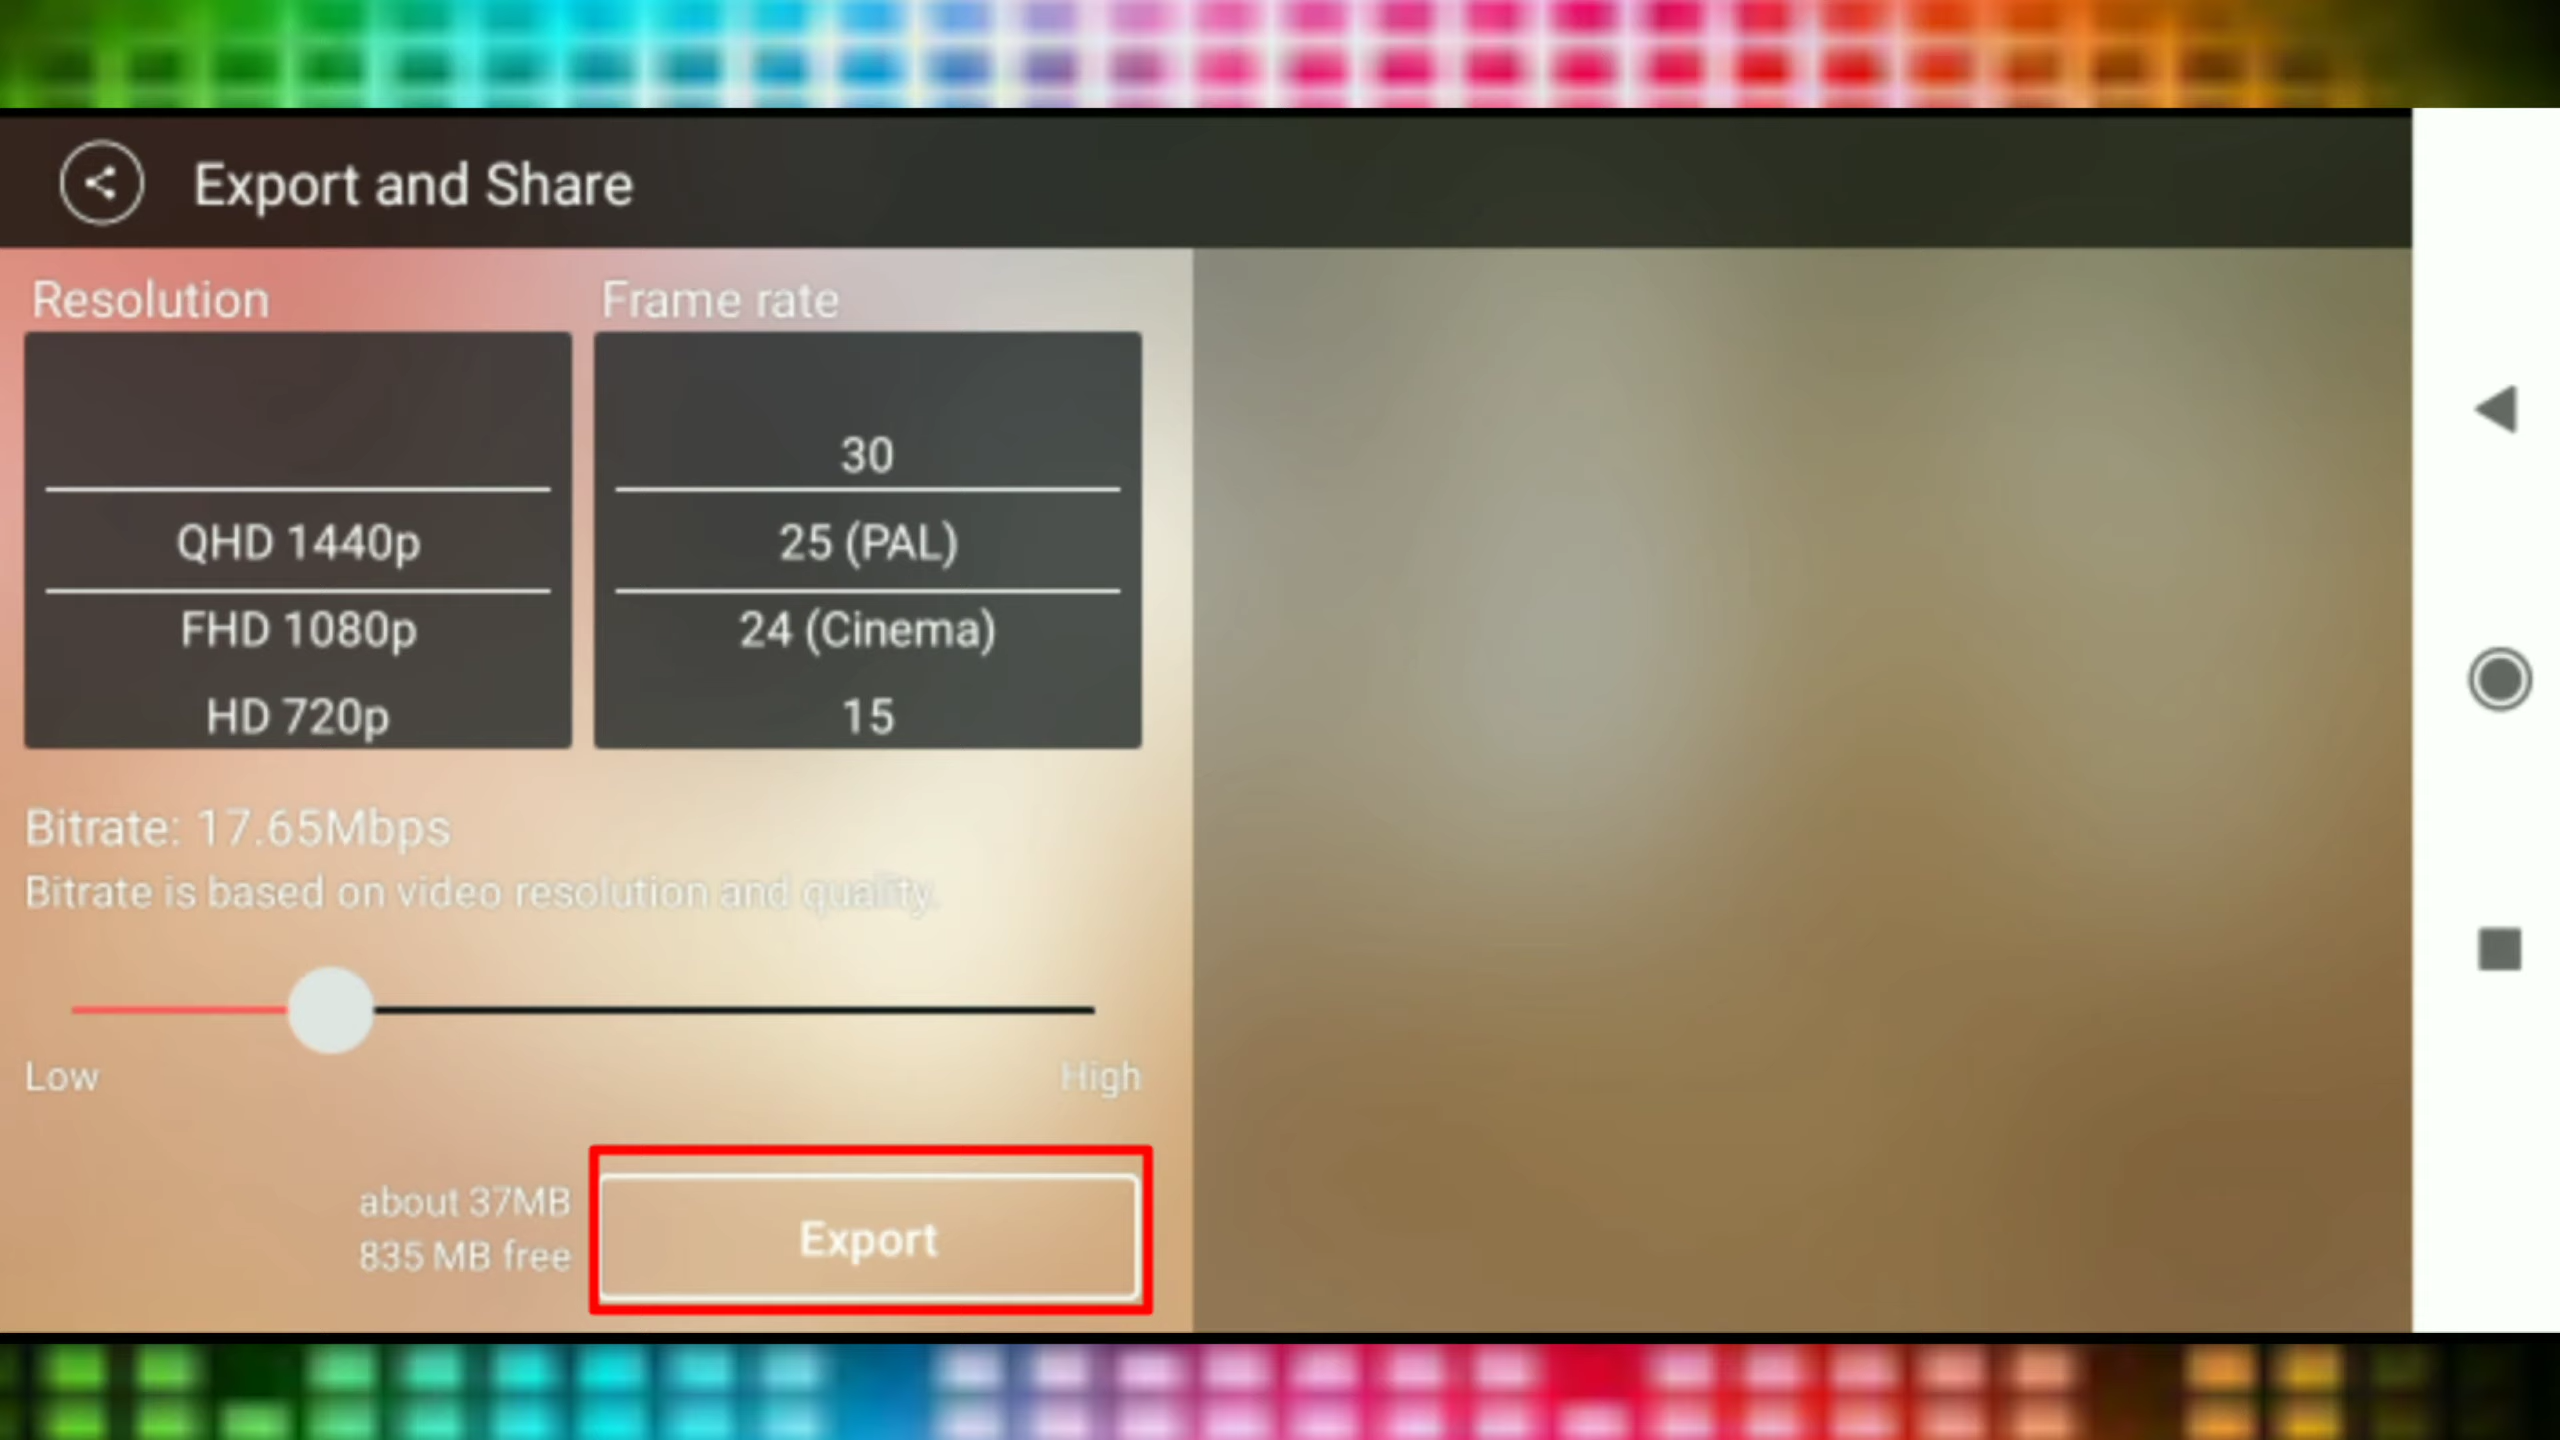 Export and Share
Resolution
Frame rate
QHD 1440p
FHD 1080p
HD 720p
30
25 (PAL)
24 (Cinema)
15
Bitrate: 17.65Mbps
Bitrate is based on video resolution and quality.
Low
High
about 37MB
835 MB free
Export